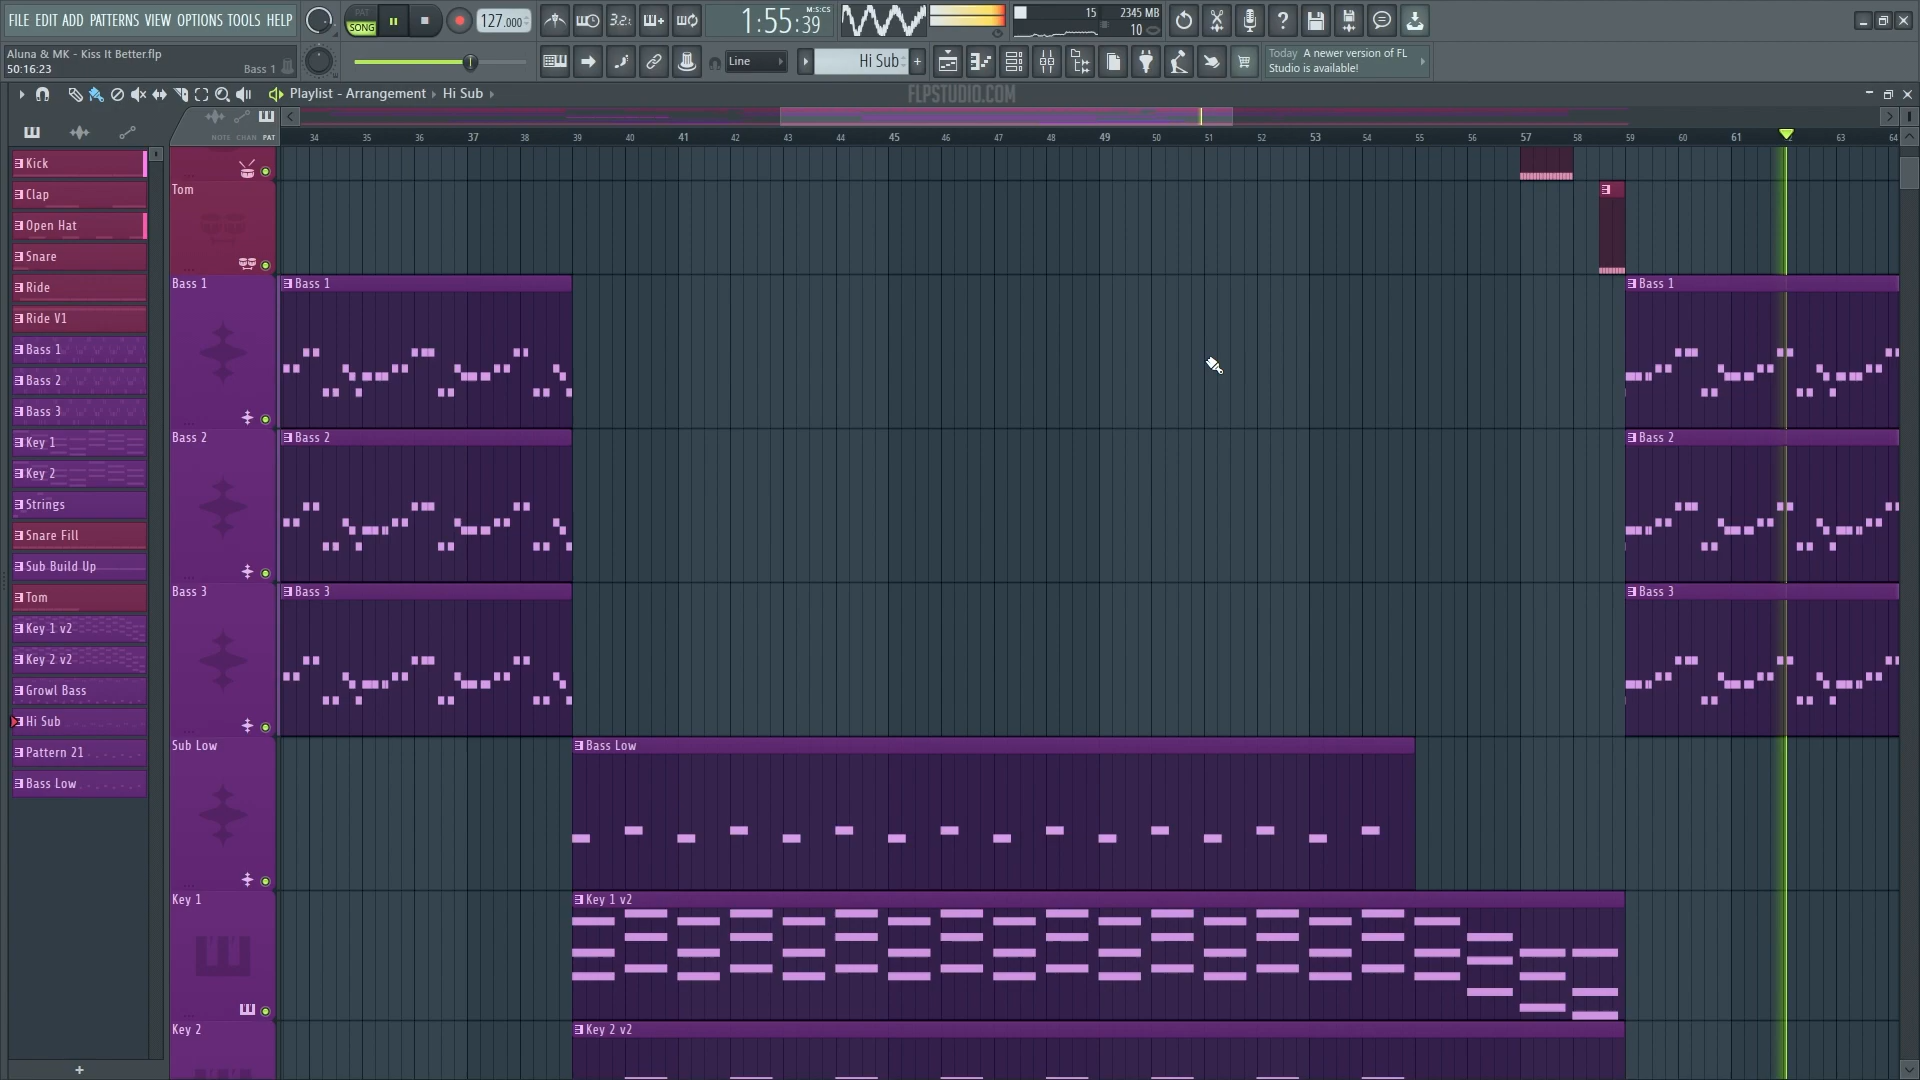 FILE EDIT ADD PATTERNS VIEW OPTIONS TOOLS HELP
PAT
SONG
127.000
3.2:
1:55:39
M:S:CS
15
2345 MB
10
Aluna & MK - Kiss It Better.flp
50:16:23
Bass 1
Line
Hi Sub
+
Today A newer version of FL
Studio is available!
Playlist - Arrangement
Hi Sub
FLPSTUDIO.COM
NOTE CHAN PAT
34 35 36 37 38 39 40 41 42 43 44 45 46 47 48 49 50 51 52 53 54 55 56 57 58 59 60 61 62 63 64
Kick
Clap
Open Hat
Snare
Ride
Ride V1
Bass 1
Bass 2
Bass 3
Key 1
Key 2
Strings
Snare Fill
Sub Build Up
Tom
Key 1 v2
Key 2 v2
Growl Bass
Hi Sub
Pattern 21
Bass Low
+
Tom
Bass 1
Bass 1
Bass 1
Bass 2
Bass 2
Bass 2
Bass 3
Bass 3
Bass 3
Sub Low
Bass Low
Key 1
Key 1 v2
Key 2
Key 2 v2